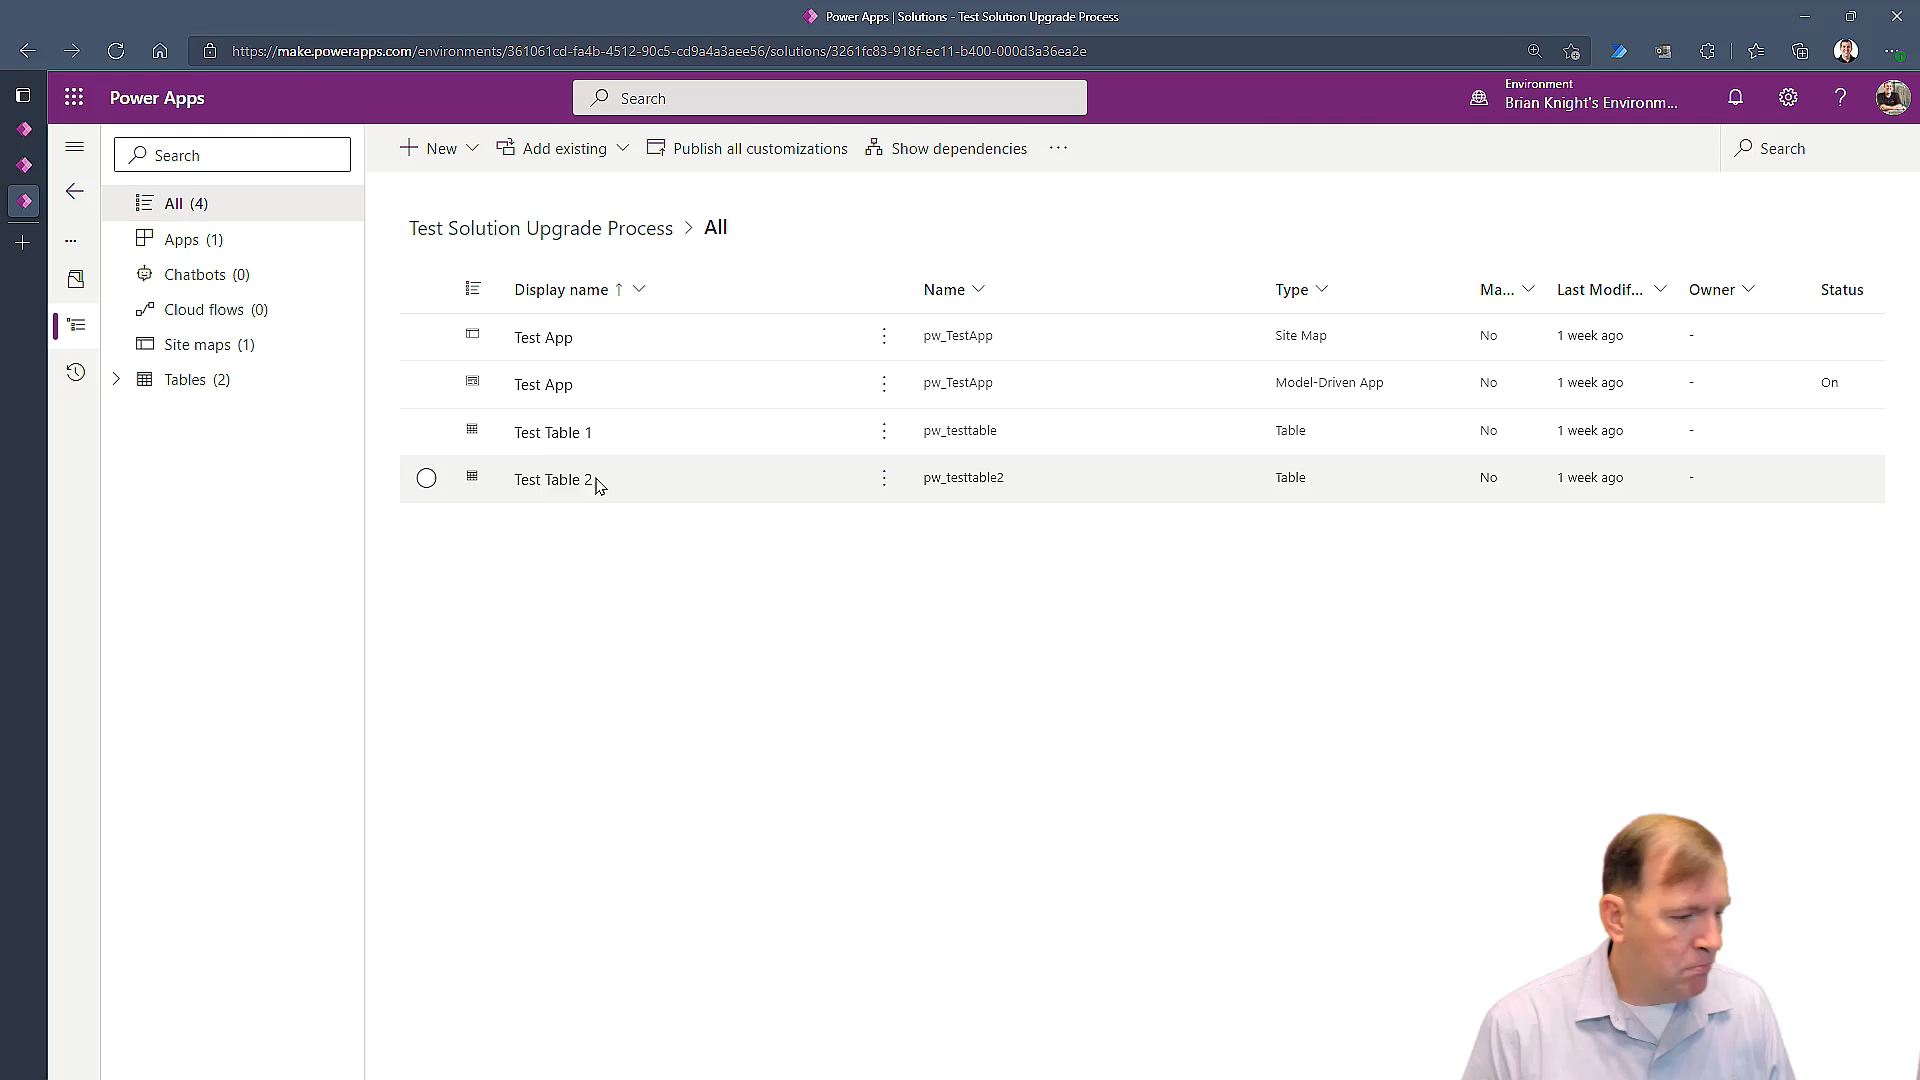 Power Apps | Solutions - Test Solution Upgrade Process
https://make.powerapps.com/environments/361061cd-fa4b-4512-90c5-cd9a4a3aee56/solutions/3261fc83-918f-ec11-b400-000d3a36ea2e
Power Apps
Search
Environment
Brian Knight's Environm...
Search
New
Add existing
Publish all customizations
Show dependencies
Search
All (4)
Apps (1)
Chatbots (0)
Cloud flows (0)
Site maps (1)
Tables (2)
Test Solution Upgrade Process > All
Display name ↑ Name Type Ma... Last Modif... Owner Status
Test App pw_TestApp Site Map No 1 week ago -
Test App pw_TestApp Model-Driven App No 1 week ago - On
Test Table 1 pw_testtable Table No 1 week ago -
Test Table 2 pw_testtable2 Table No 1 week ago -